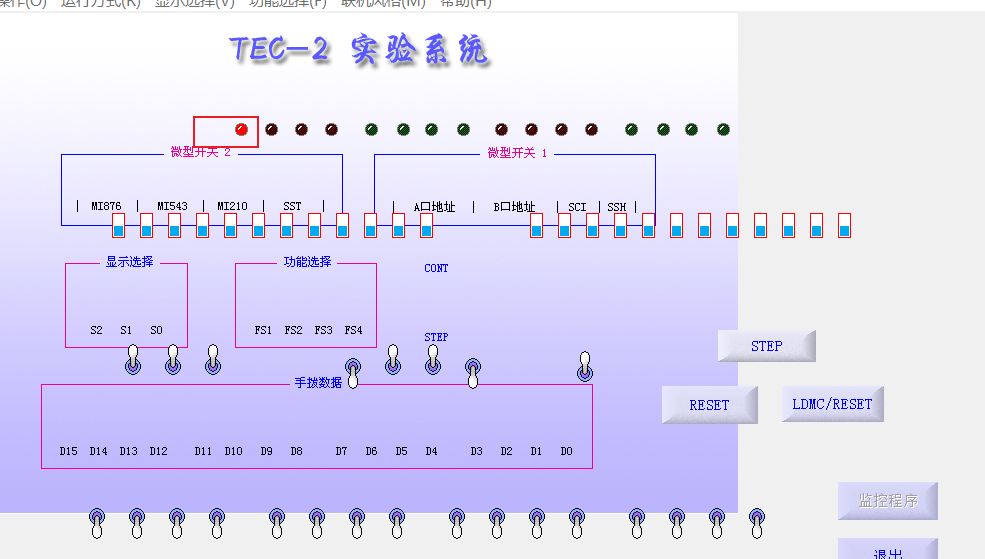 操作(O) 运行方式(R) 显示选择(V) 功能选择(F) 联机风格(M) 帮助(H)
TEC-2 实验系统
微型开关 2
微型开关 1
| MI876 | MI543 | MI210 | SST |
| A口地址 | B口地址 | SCI | SSH |
显示选择
功能选择
CONT
S2 S1 S0
FS1 FS2 FS3 FS4
STEP
STEP
手拨数据
RESET
LDMC/RESET
D15 D14 D13 D12 D11 D10 D9 D8 D7 D6 D5 D4 D3 D2 D1 D0
监控程序
退出